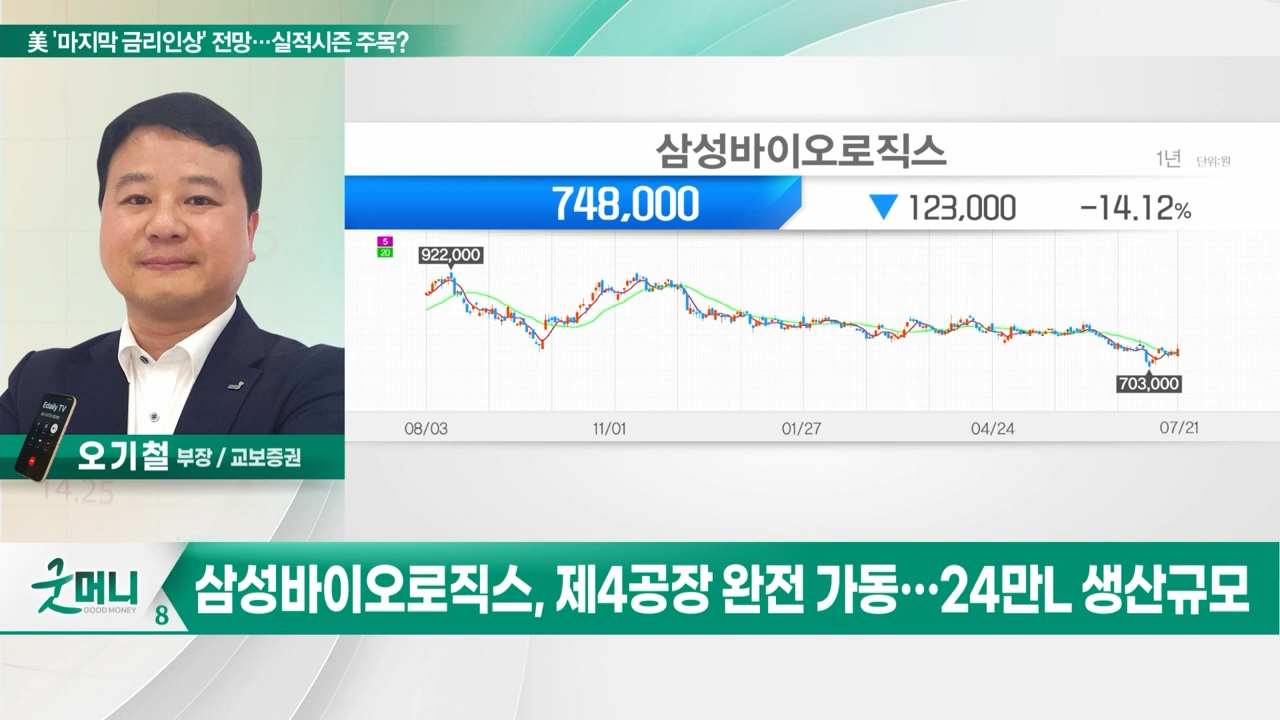 美 '마지막 금리인상' 전망…실적시즌 주목?
삼성바이오로직스
1년 단위:원
748,000 ▼ 123,000 -14.12%
5
20
922,000
703,000
08/03 11/01 01/27 04/24 07/21
Edaily TV
오기철 부장 / 교보증권
14.25
굿머니
GOOD MONEY
8
삼성바이오로직스, 제4공장 완전 가동…24만L 생산규모